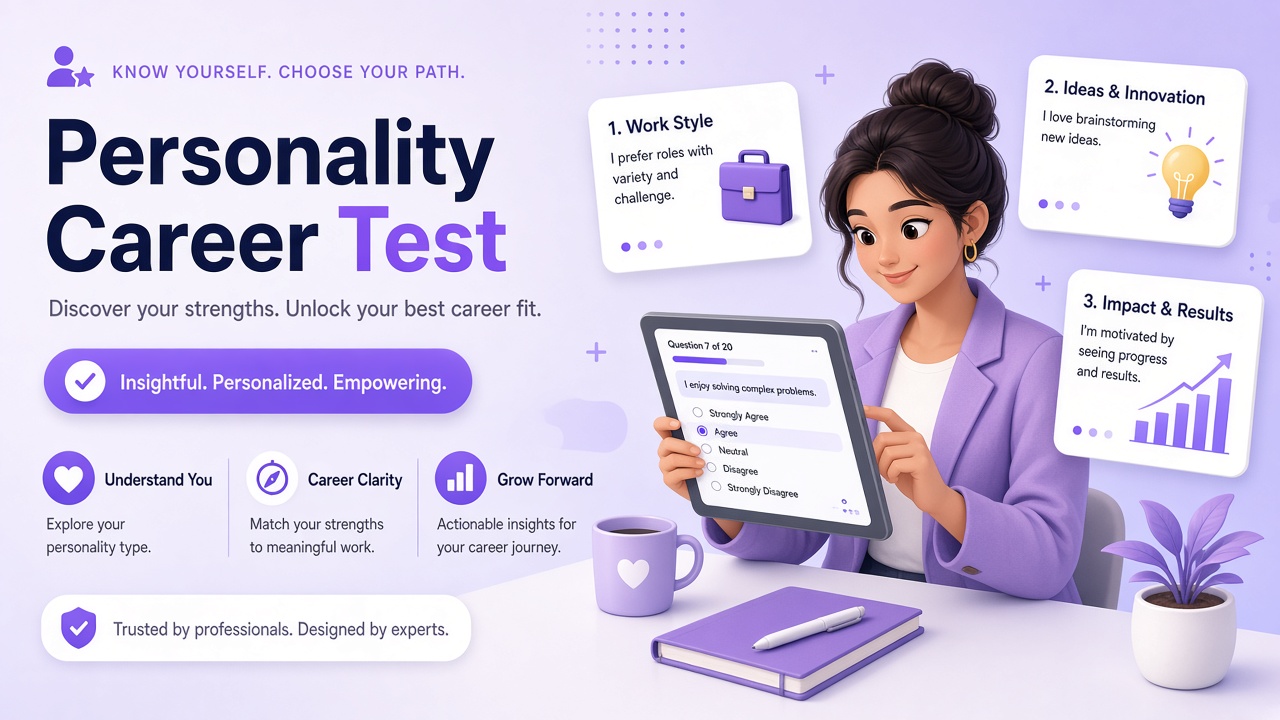 KNOW YOURSELF. CHOOSE YOUR PATH.
Personality
Career Test
Discover your strengths. Unlock your best career fit.
Insightful. Personalized. Empowering.
Understand You
Explore your
personality type.
Career Clarity
Match your strengths
to meaningful work.
Grow Forward
Actionable insights for
your career journey.
Trusted by professionals. Designed by experts.
1. Work Style
I prefer roles with
variety and
challenge.
2. Ideas & Innovation
I love brainstorming
new ideas.
3. Impact & Results
I'm motivated by
seeing progress
and results.
Question 7 of 20
I enjoy solving complex problems.
Strongly Agree
Agree
Neutral
Disagree
Strongly Disagree